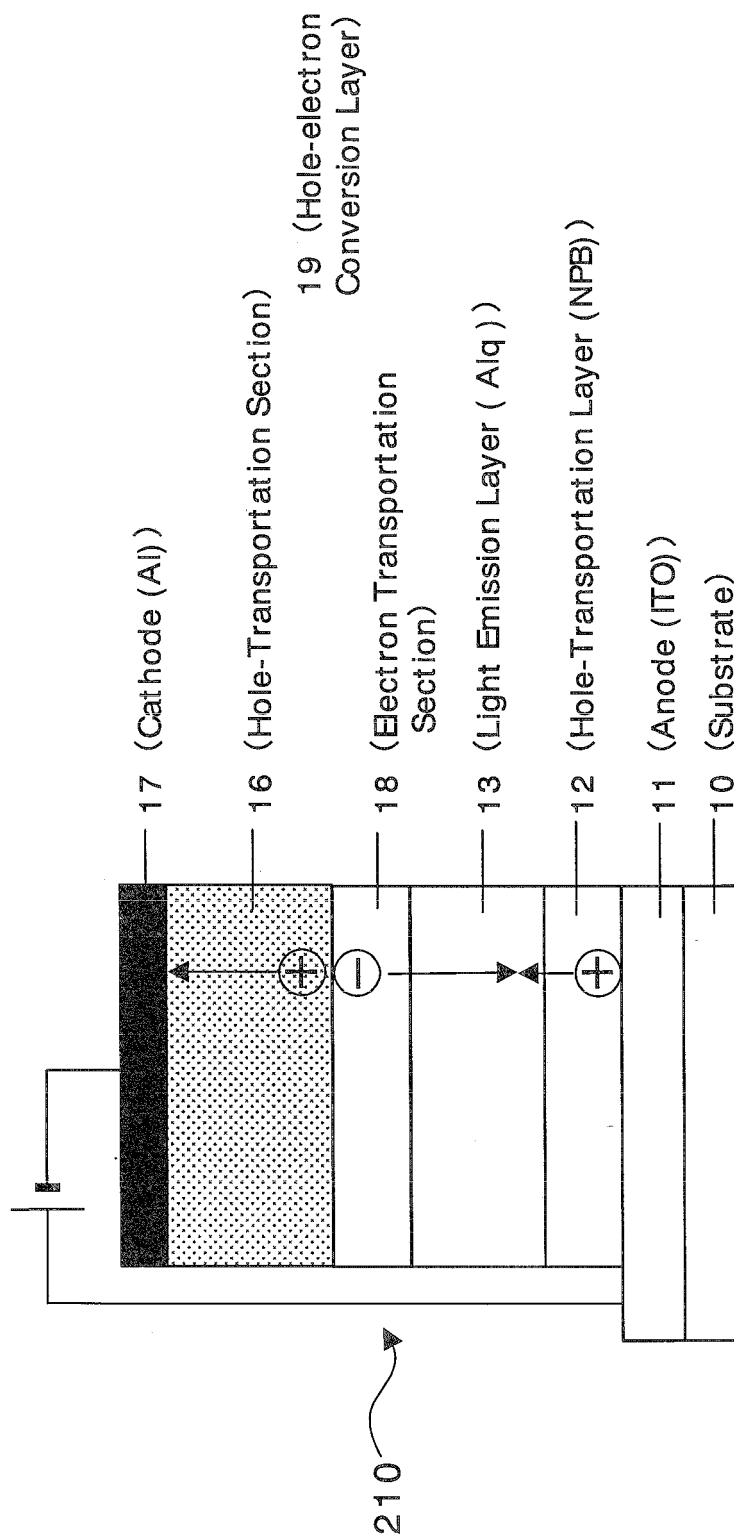 17 (Cathode (Al))
16 (Hole-Transportation Section)
19 (Hole-electron
Conversion Layer)
18 (Electron Transportation
Section)
13 (Light Emission Layer ( Alq ))
12 (Hole-Transportation Layer (NPB))
11 (Anode (ITO))
10 (Substrate)
210